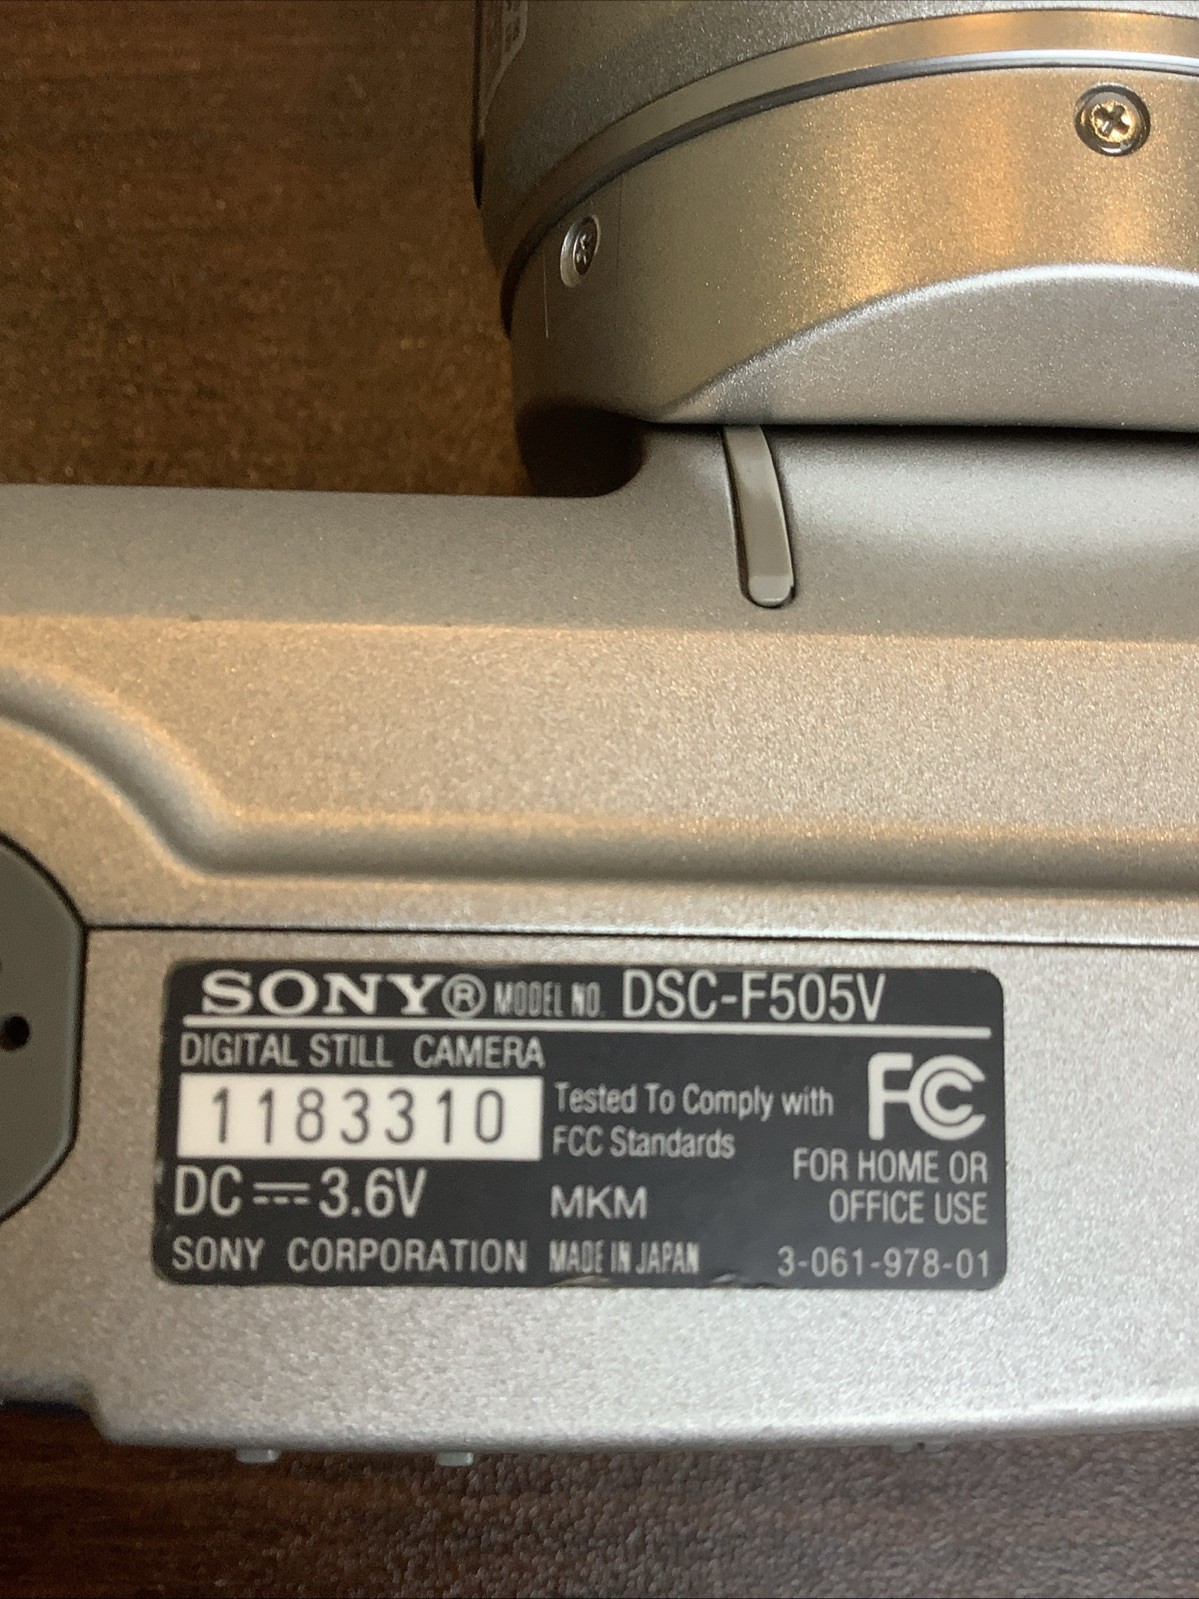 SONY® MODEL NO. DSC-F505V
DIGITAL STILL CAMERA
1183310
Tested To Comply with
FCC Standards
FC
FOR HOME OR
OFFICE USE
DC 3.6V
MKM
SONY CORPORATION MADE IN JAPAN
3-061-978-01